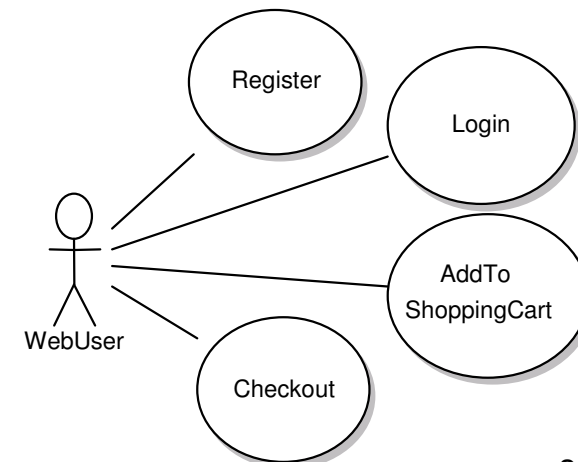 Register
Login
AddTo
ShoppingCart
WebUser
Checkout